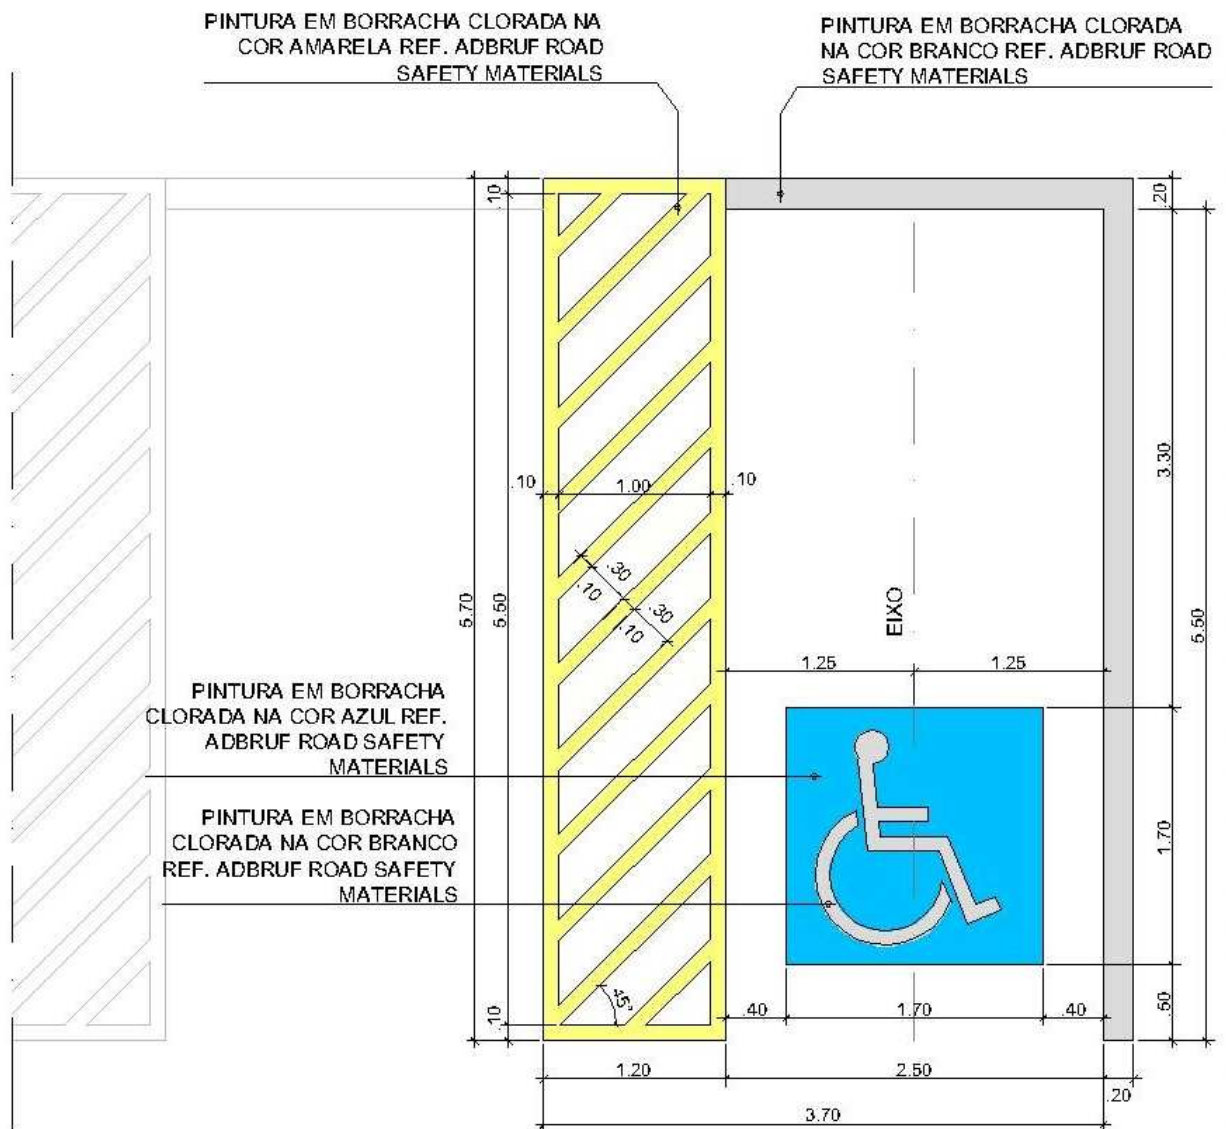 PINTURA EM BORRACHA CLORADA NA
COR AMARELA REF. ADBRUF ROAD
SAFETY MATERIALS
PINTURA EM BORRACHA CLORADA
NA COR BRANCO REF. ADBRUF ROAD
SAFETY MATERIALS
.10
.20
3.30
.10
1.00
.10
.30
.10
.30
.10
5.70
5.50
EIXO
5.50
1.25
1.25
PINTURA EM BORRACHA
CLORADA NA COR AZUL REF.
ADBRUF ROAD SAFETY
MATERIALS
PINTURA EM BORRACHA
CLORADA NA COR BRANCO
REF. ADBRUF ROAD SAFETY
MATERIALS
1.70
45°
.10
.40
1.70
.40
.50
1.20
2.50
.20
3.70